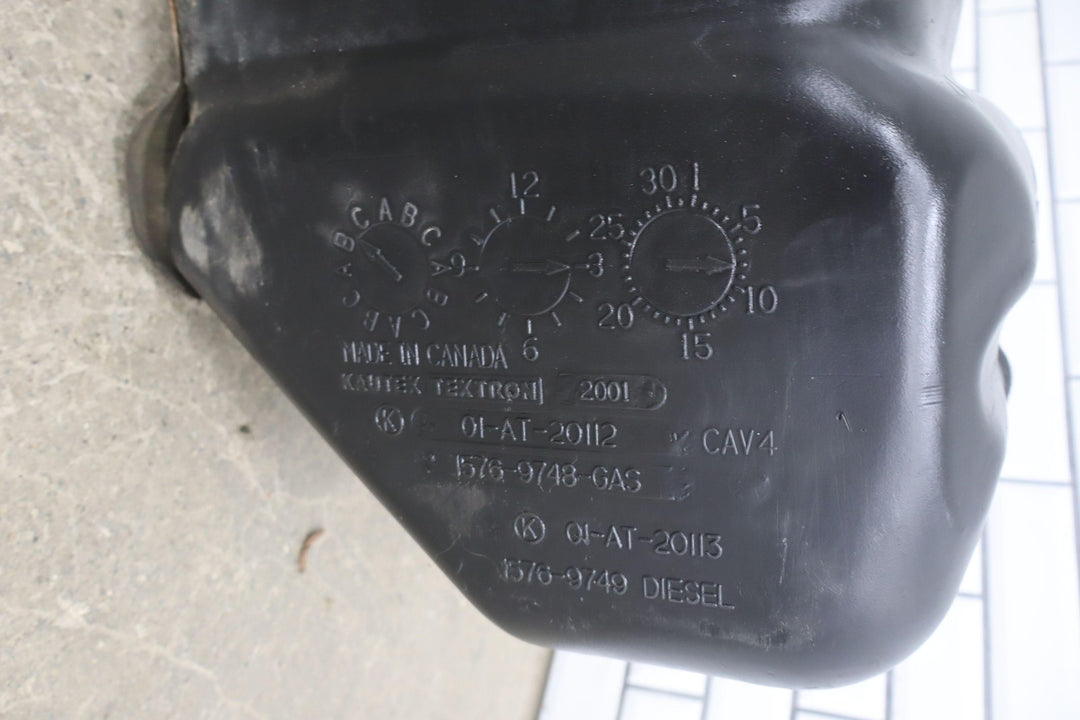 C A B C A B C A B C A B
12
3
6
9
30 1
5
10
15
20
25
MADE IN CANADA
KAUTEX TEXTRON 2001
K 01-AT-20112 CAV4
1576-9748-GAS
K 01-AT-20113
1576-9749 DIESEL